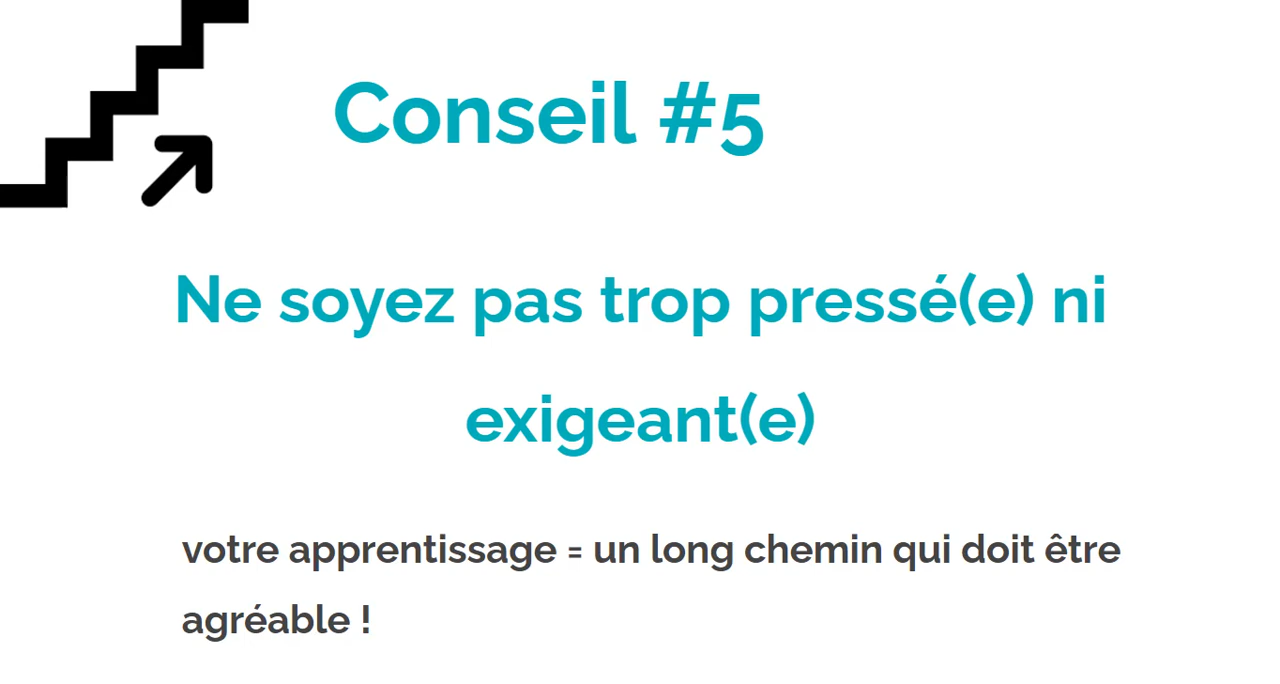 Conseil #5
Ne soyez pas trop pressé(e) ni
exigeant(e)
votre apprentissage = un long chemin qui doit être
agréable !